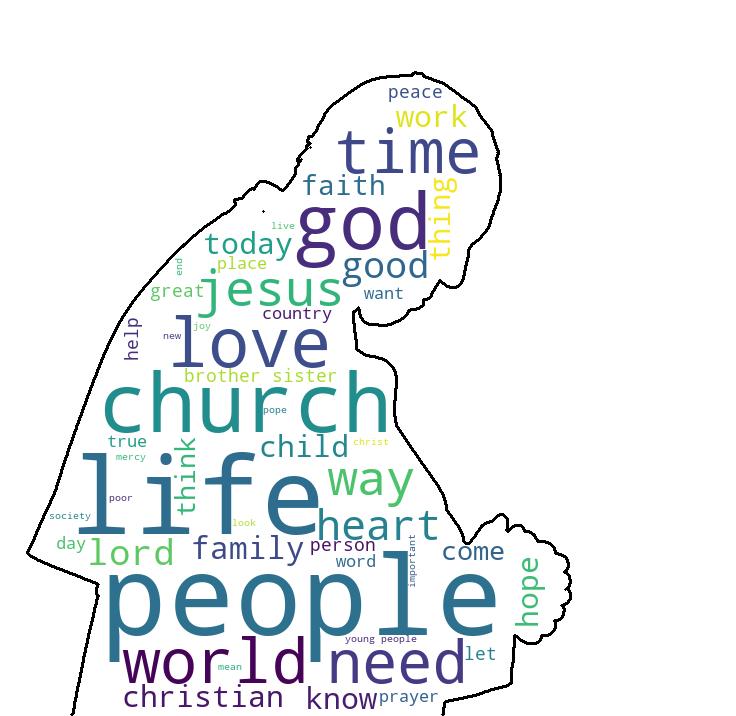 peace
work
time
faith
thing
god
live
today
good
place
end
want
great
jesus
country
help
joy
new
love
brother sister
church
pope
true
child
christ
think
mercy
way
life
poor
heart
society
look
day
lord
family
person
come
word
important
hope
people
young people
world
need
let
mean
christian
know
prayer